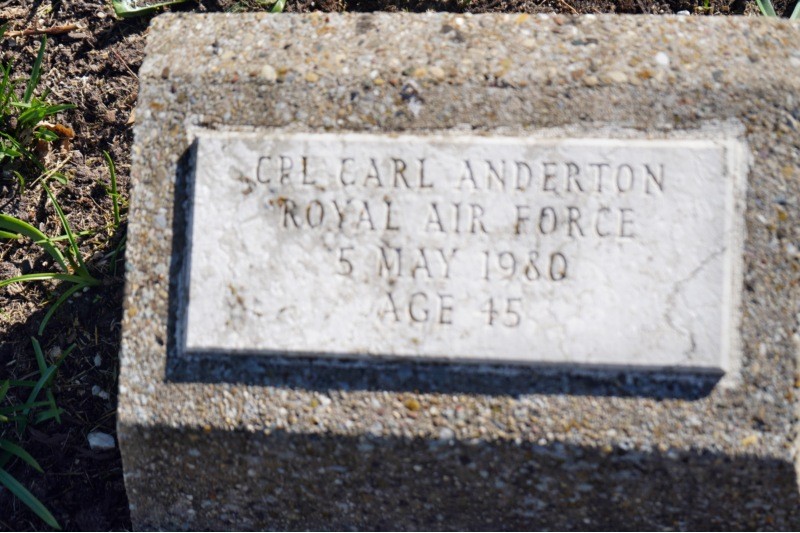 CPL CARL ANDERTON
ROYAL AIR FORCE
5 MAY 1980
AGE 45